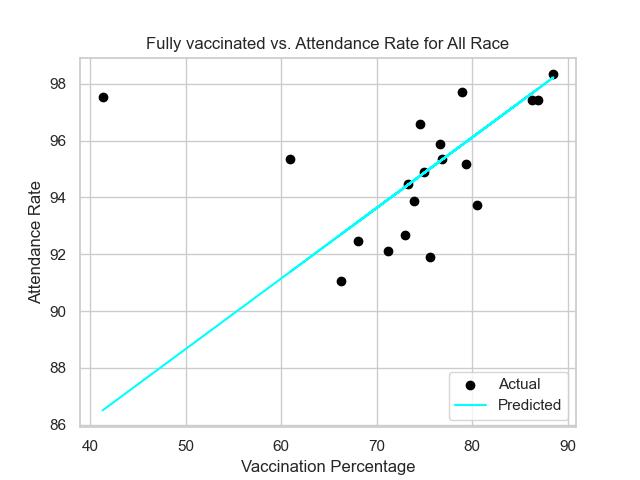 Fully vaccinated vs. Attendance Rate for All Race
98
96
94
92
90
88
86
Attendance Rate
Actual
Predicted
40 50 60 70 80 90
Vaccination Percentage